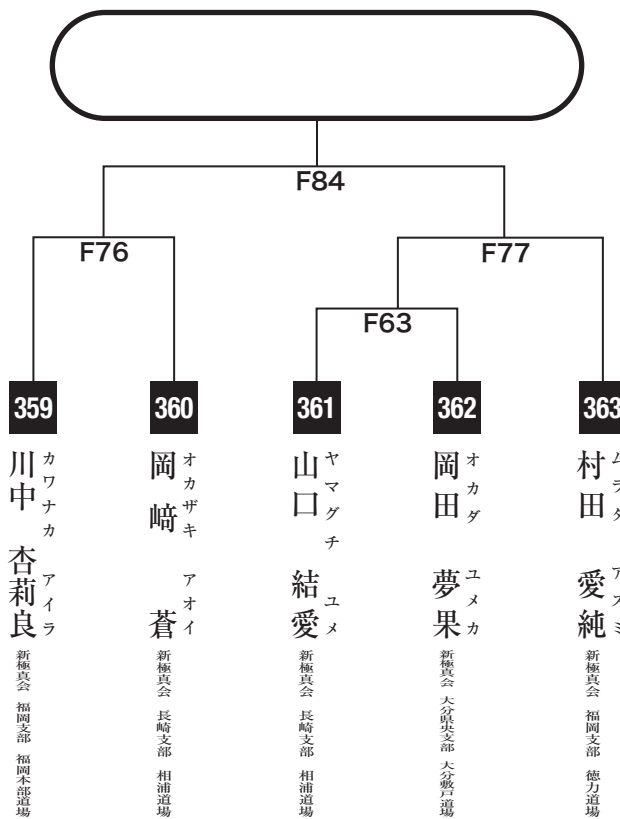 F84
F76
F77
F63
359
360
361
362
363
カワナカ アイラ
川中 杏莉良
新極真会 福岡支部 福岡本部道場
オカザキ アオイ
岡﨑 蒼
新極真会 長崎支部 相浦道場
ヤマグチ ユメ
山口 結愛
新極真会 長崎支部 相浦道場
オカダ ユメカ
岡田 夢果
新極真会 大分県央支部 大分敷戸道場
ムラタ アスミ
村田 愛純
新極真会 福岡支部 徳力道場